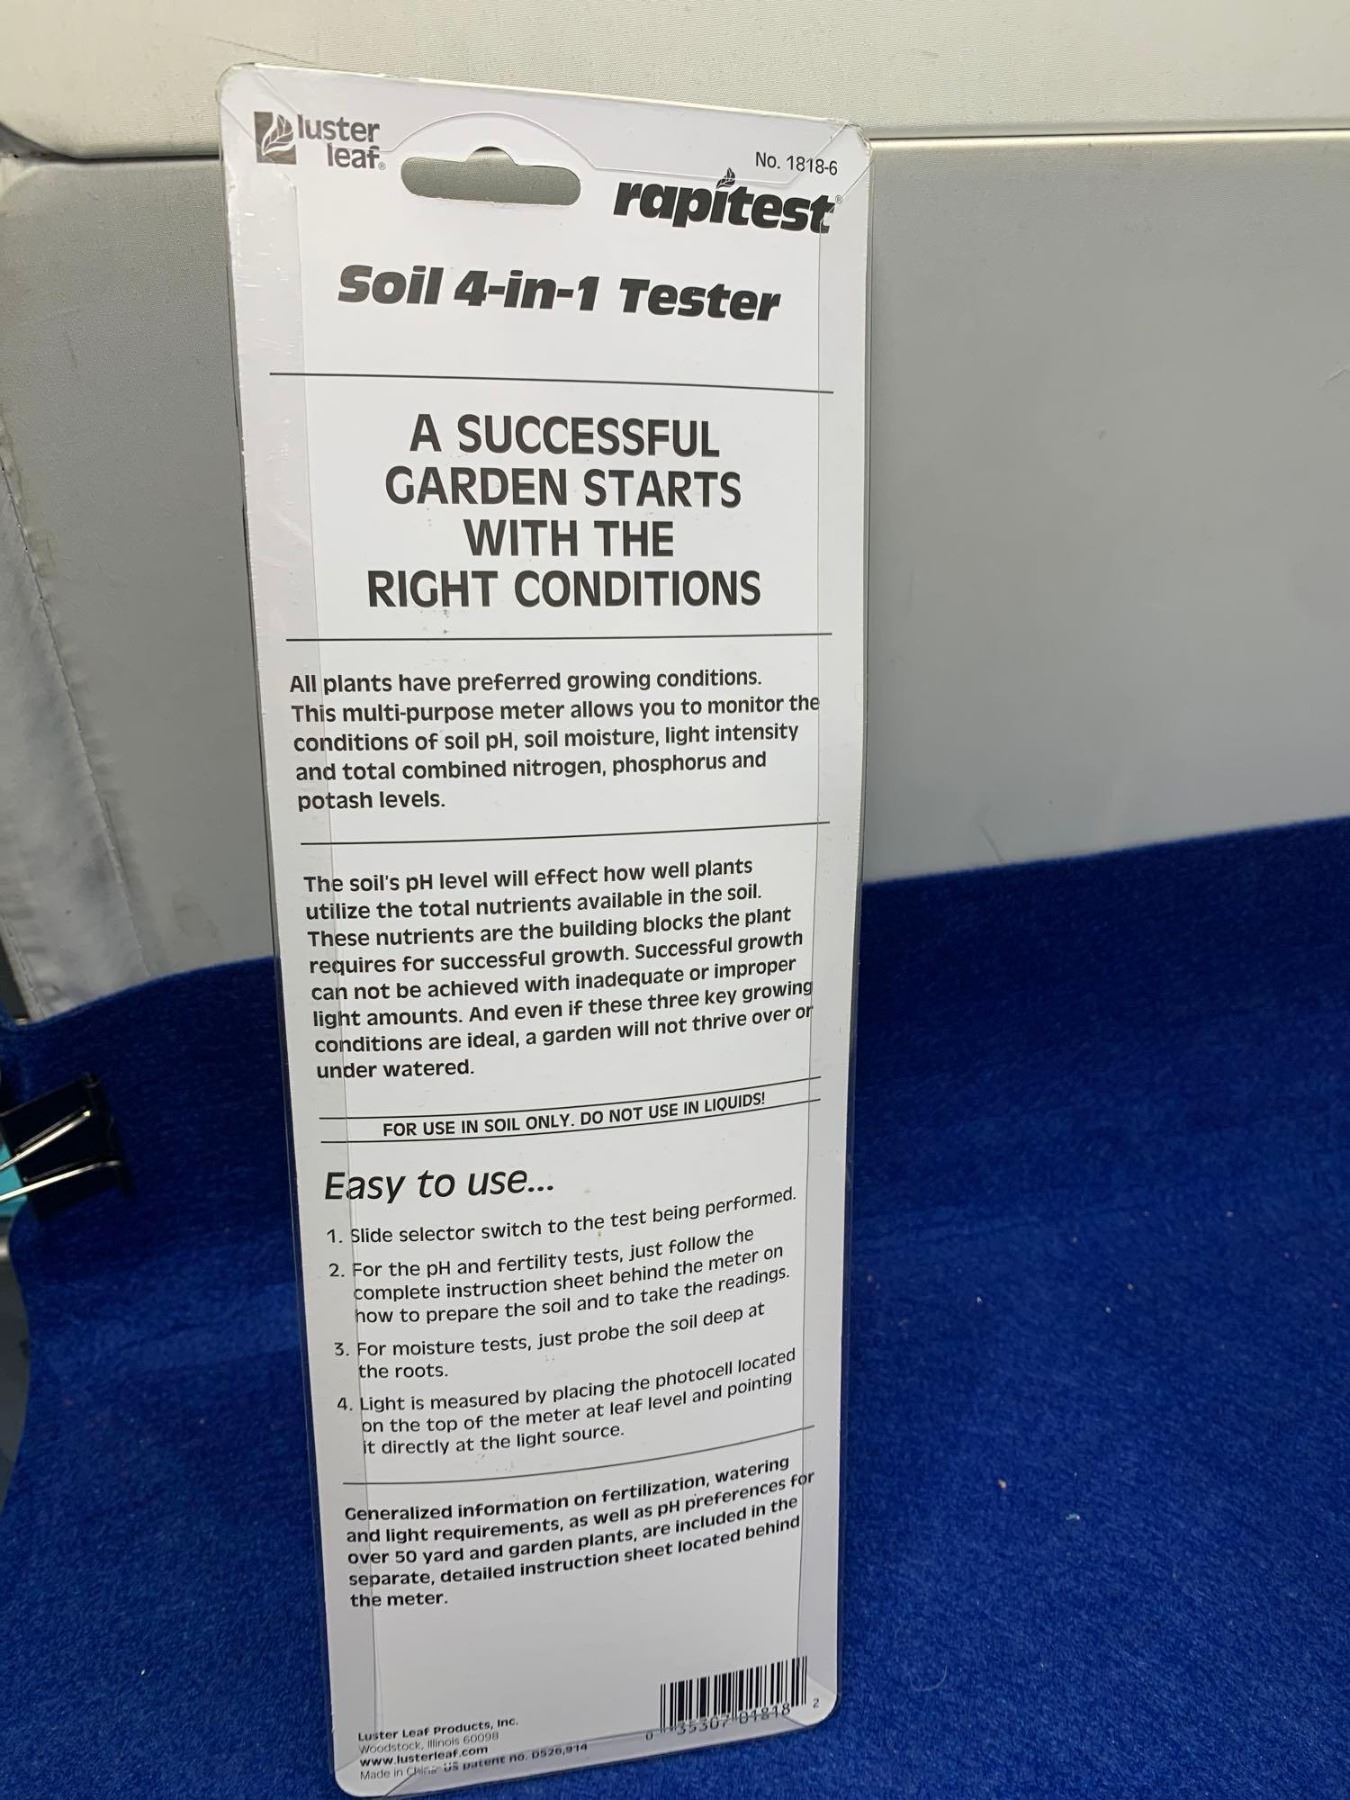 luster
leaf®
No. 1818-6
rapitest®
Soil 4-in-1 Tester
A SUCCESSFUL
GARDEN STARTS
WITH THE
RIGHT CONDITIONS
All plants have preferred growing conditions.
This multi-purpose meter allows you to monitor the
conditions of soil pH, soil moisture, light intensity
and total combined nitrogen, phosphorus and
potash levels.
The soil's pH level will effect how well plants
utilize the total nutrients available in the soil.
These nutrients are the building blocks the plant
requires for successful growth. Successful growth
can not be achieved with inadequate or improper
light amounts. And even if these three key growing
conditions are ideal, a garden will not thrive over or
under watered.
FOR USE IN SOIL ONLY. DO NOT USE IN LIQUIDS!
Easy to use...
1. Slide selector switch to the test being performed.
2. For the pH and fertility tests, just follow the
complete instruction sheet behind the meter on
how to prepare the soil and to take the readings.
3. For moisture tests, just probe the soil deep at
the roots.
4. Light is measured by placing the photocell located
on the top of the meter at leaf level and pointing
it directly at the light source.
Generalized information on fertilization, watering
and light requirements, as well as pH preferences for
over 50 yard and garden plants, are included in the
separate, detailed instruction sheet located behind
the meter.
Luster Leaf Products, Inc.
Woodstock, Illinois 60098
www.lusterleaf.com
Made in China US patent no. D526,914
0 35307 01818 2